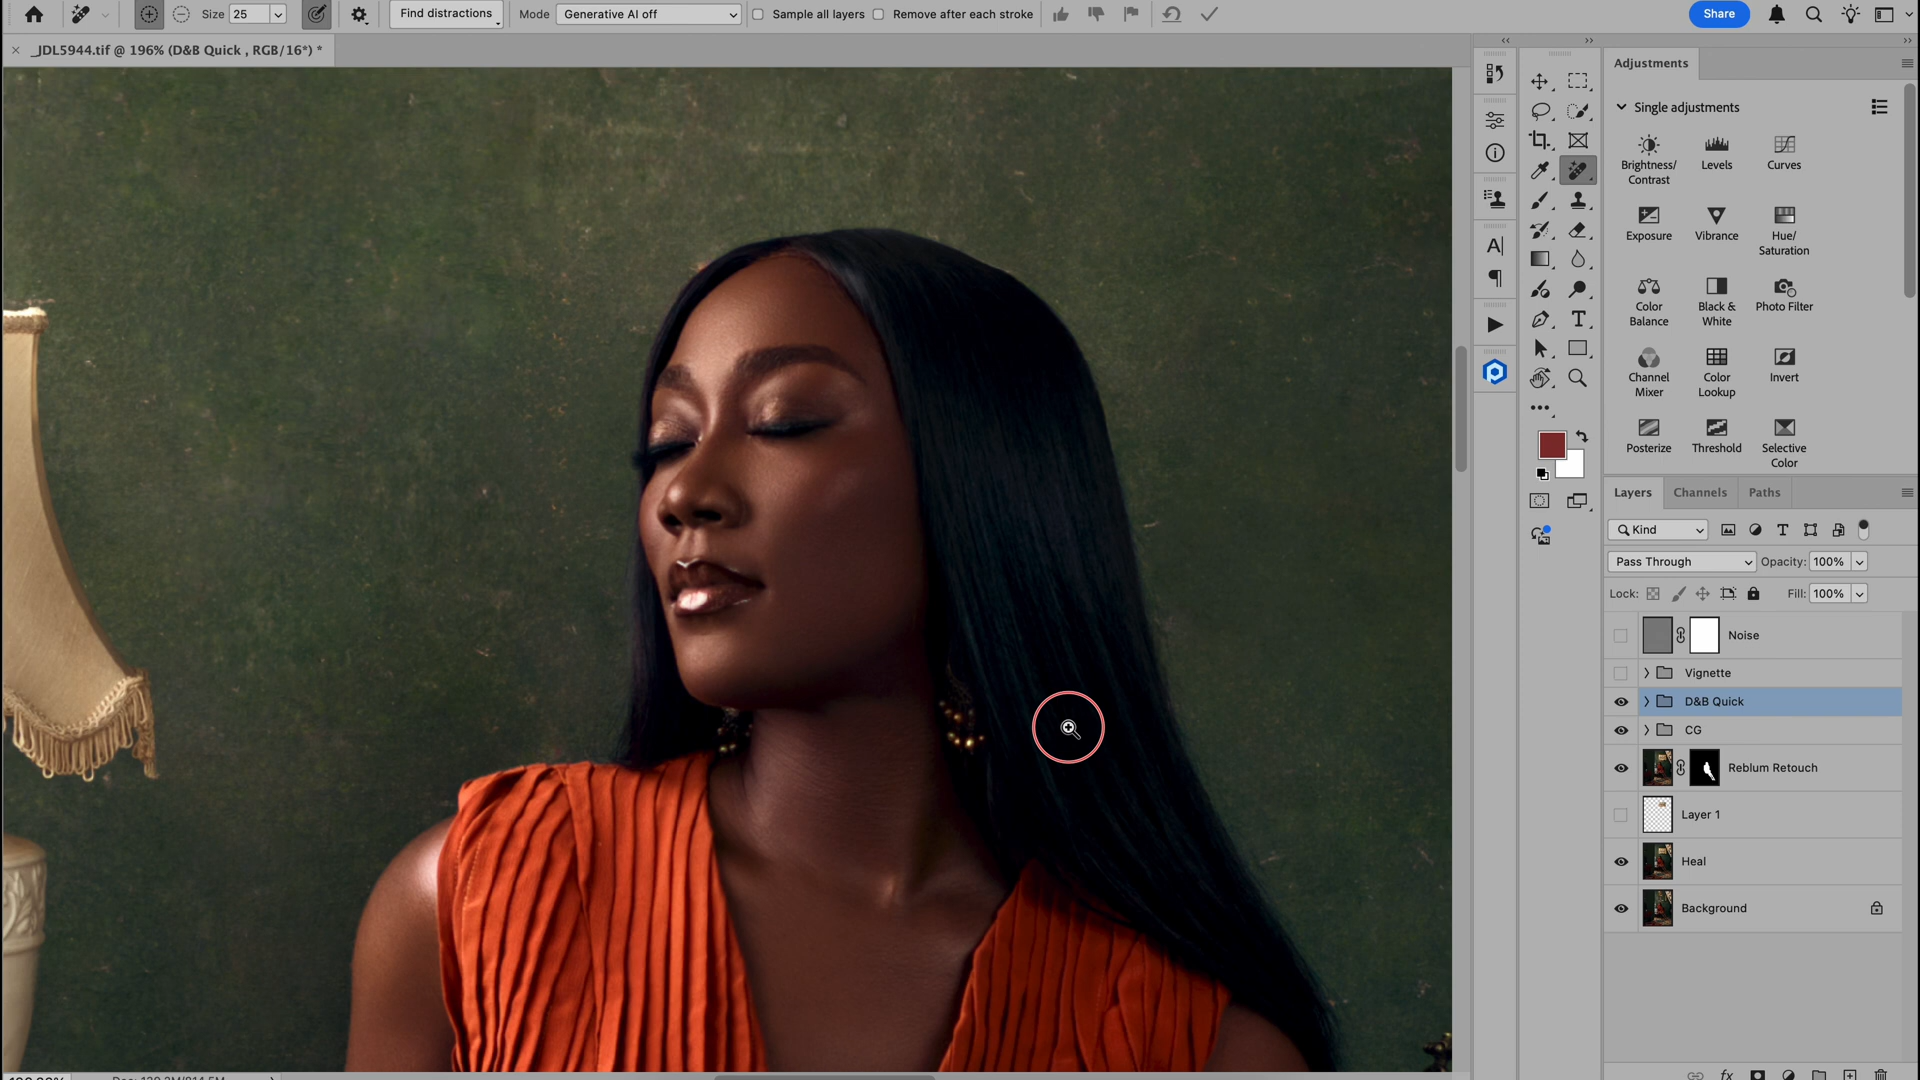 Size 25 Find distractions Mode Generative AI off Sample all layers Remove after each stroke Share
× _JDL5944.tif @ 196% (D&B Quick , RGB/16*) *
Adjustments
Single adjustments
Brightness/
Contrast
Levels
Curves
Exposure
Vibrance
Hue/
Saturation
Color
Balance
Black &
White
Photo Filter
Channel
Mixer
Color
Lookup
Invert
Posterize
Threshold
Selective
Color
Layers Channels Paths
Kind
Pass Through Opacity: 100%
Lock: Fill: 100%
Noise
Vignette
D&B Quick
CG
Reblum Retouch
Layer 1
Heal
Background
fx